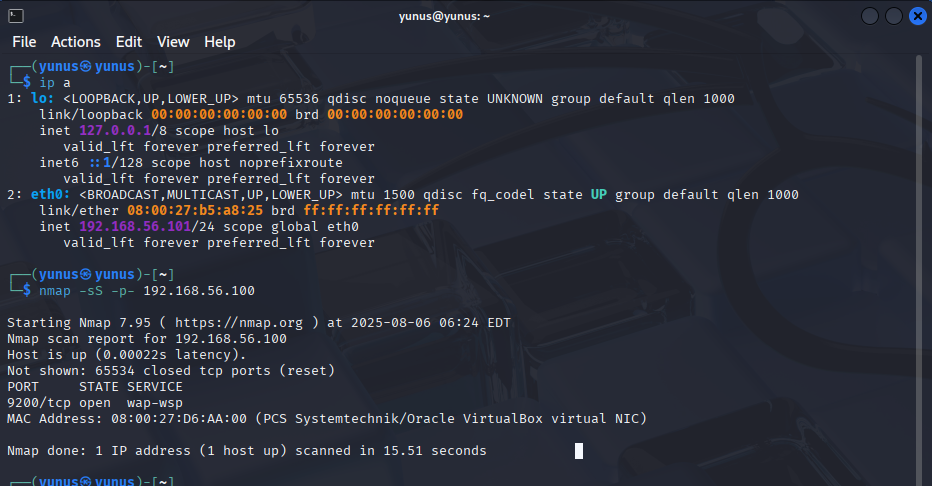 yunus@yunus: ~
File Actions Edit View Help
┌──(yunus㉿yunus)-[~]
└─$ ip a
1: lo: <LOOPBACK,UP,LOWER_UP> mtu 65536 qdisc noqueue state UNKNOWN group default qlen 1000
link/loopback 00:00:00:00:00:00 brd 00:00:00:00:00:00
inet 127.0.0.1/8 scope host lo
valid_lft forever preferred_lft forever
inet6 ::1/128 scope host noprefixroute
valid_lft forever preferred_lft forever
2: eth0: <BROADCAST,MULTICAST,UP,LOWER_UP> mtu 1500 qdisc fq_codel state UP group default qlen 1000
link/ether 08:00:27:b5:a8:25 brd ff:ff:ff:ff:ff:ff
inet 192.168.56.101/24 scope global eth0
valid_lft forever preferred_lft forever
┌──(yunus㉿yunus)-[~]
└─$ nmap -sS -p- 192.168.56.100
Starting Nmap 7.95 ( https://nmap.org ) at 2025-08-06 06:24 EDT
Nmap scan report for 192.168.56.100
Host is up (0.00022s latency).
Not shown: 65534 closed tcp ports (reset)
PORT     STATE SERVICE
9200/tcp open  wap-wsp
MAC Address: 08:00:27:D6:AA:00 (PCS Systemtechnik/Oracle VirtualBox virtual NIC)
Nmap done: 1 IP address (1 host up) scanned in 15.51 seconds
┌──(yunus㉿yunus)-[~]